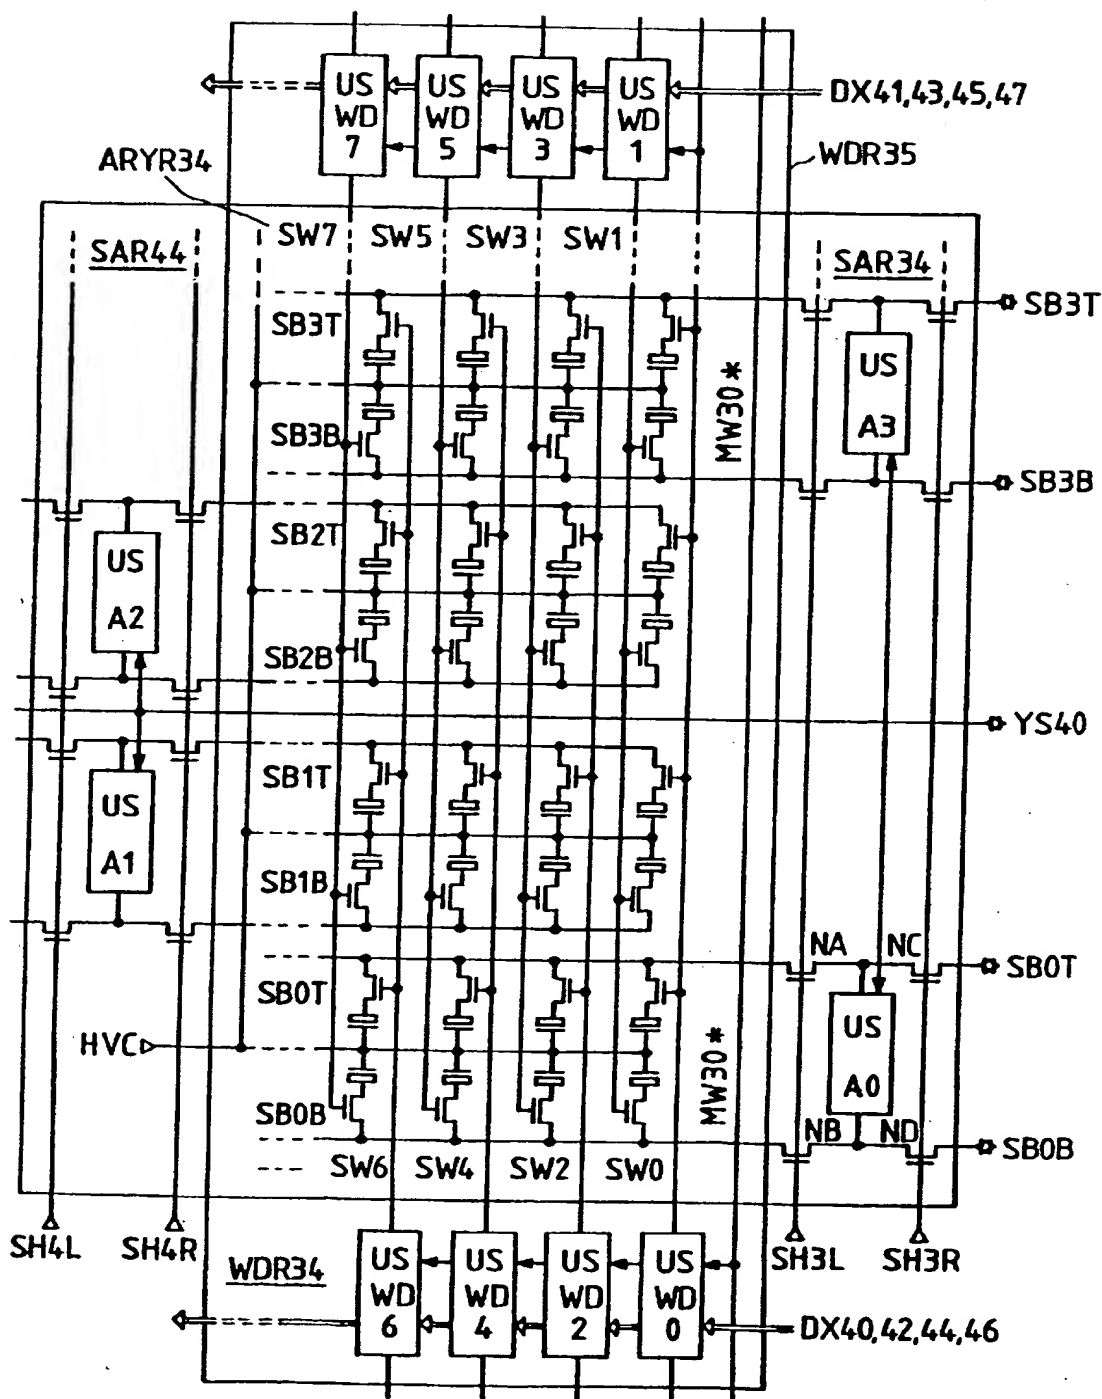 US WD 7
US WD 5
US WD 3
US WD 1
DX41,43,45,47
WDR35
ARYR34
SAR44
SW7
SW5
SW3
SW1
SAR34
SB3T
SB3T
US A3
MW30*
SB3B
SB3B
US A2
SB2T
SB2B
YS40
US A1
SB1T
SB1B
NA
NC
SB0T
SB0T
HVC
US A0
MW30*
SB0B
NB
ND
SB0B
SW6
SW4
SW2
SW0
SH4L
SH4R
SH3L
SH3R
WDR34
US WD 6
US WD 4
US WD 2
US WD 0
DX40,42,44,46